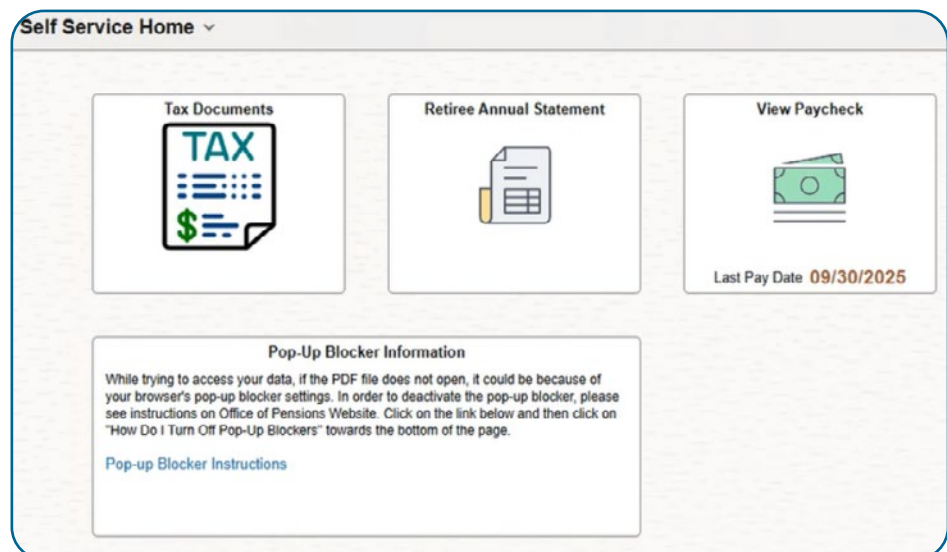 Self Service Home
Tax Documents
TAX
$
Retiree Annual Statement
View Paycheck
Last Pay Date 09/30/2025
Pop-Up Blocker Information
While trying to access your data, if the PDF file does not open, it could be because of
your browser's pop-up blocker settings. In order to deactivate the pop-up blocker, please
see instructions on Office of Pensions Website. Click on the link below and then click on
"How Do I Turn Off Pop-Up Blockers" towards the bottom of the page.
Pop-up Blocker Instructions